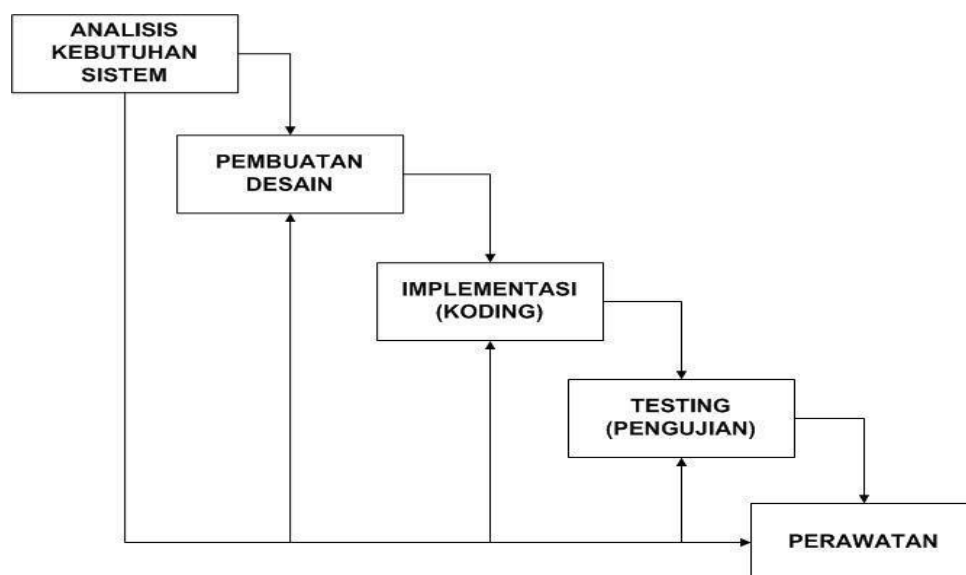 ANALISIS
KEBUTUHAN
SISTEM
PEMBUATAN
DESAIN
IMPLEMENTASI
(KODING)
TESTING
(PENGUJIAN)
PERAWATAN